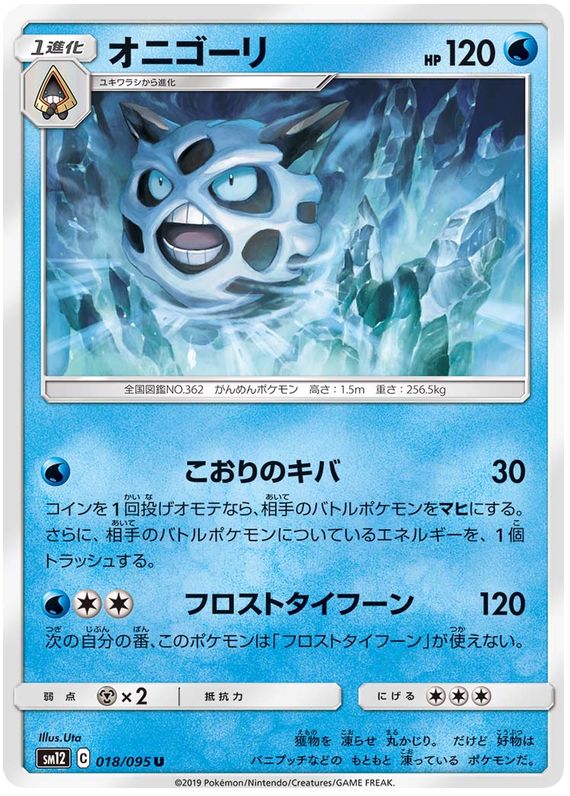 1進化 オニゴーリ HP120
ユキワラシから進化
全国図鑑NO.362 がんめんポケモン 高さ:1.5m 重さ:256.5kg
こおりのキバ 30
コインを1回投げオモテなら、相手のバトルポケモンをマヒにする。
さらに、相手のバトルポケモンについているエネルギーを、1個
トラッシュする。
フロストタイフーン 120
次の自分の番、このポケモンは「フロストタイフーン」が使えない。
弱点 ×2 抵抗力 にげる
Illus.Uta
sm12 C 018/095 U
獲物を 凍らせ 丸かじり。 だけど 好物は
バニプッチなどの もともと 凍っている ポケモンだ。
©2019 Pokémon/Nintendo/Creatures/GAME FREAK.